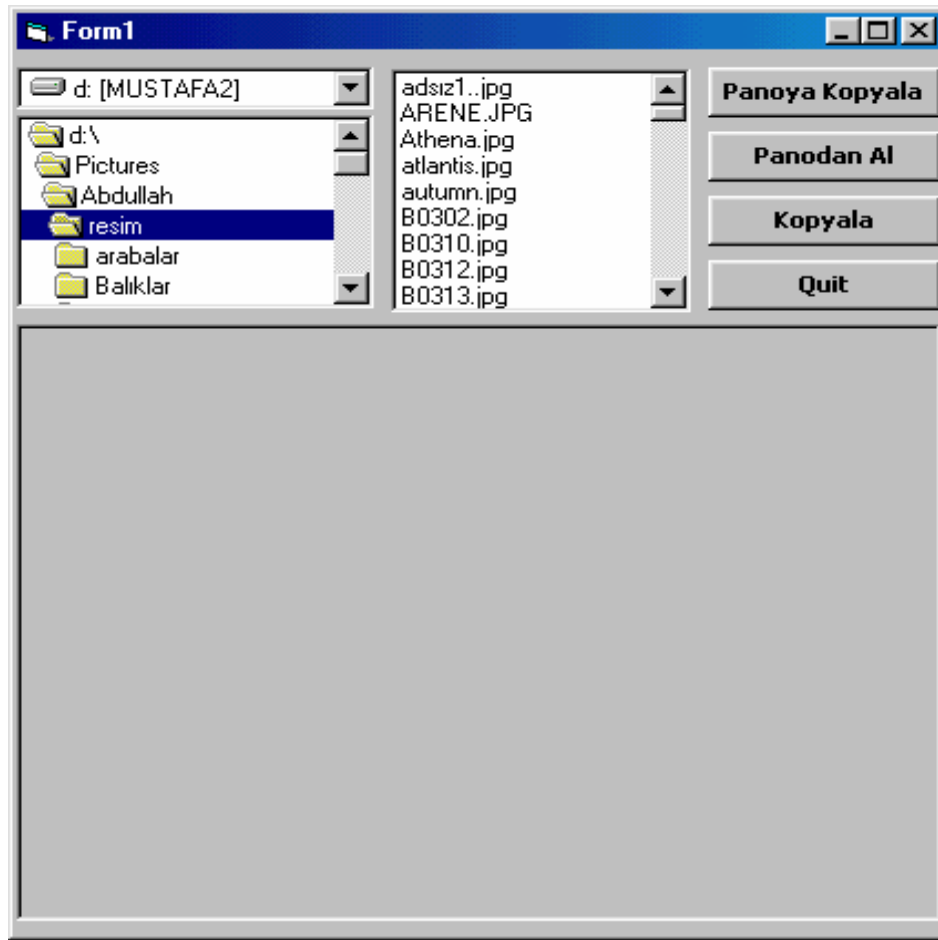 Form1
d: [MUSTAFA2]
d:\
Pictures
Abdullah
resim
arabalar
Balıklar
adsız1..jpg
ARENE.JPG
Athena.jpg
atlantis.jpg
autumn.jpg
B0302.jpg
B0310.jpg
B0312.jpg
B0313.jpg
Panoya Kopyala
Panodan Al
Kopyala
Quit